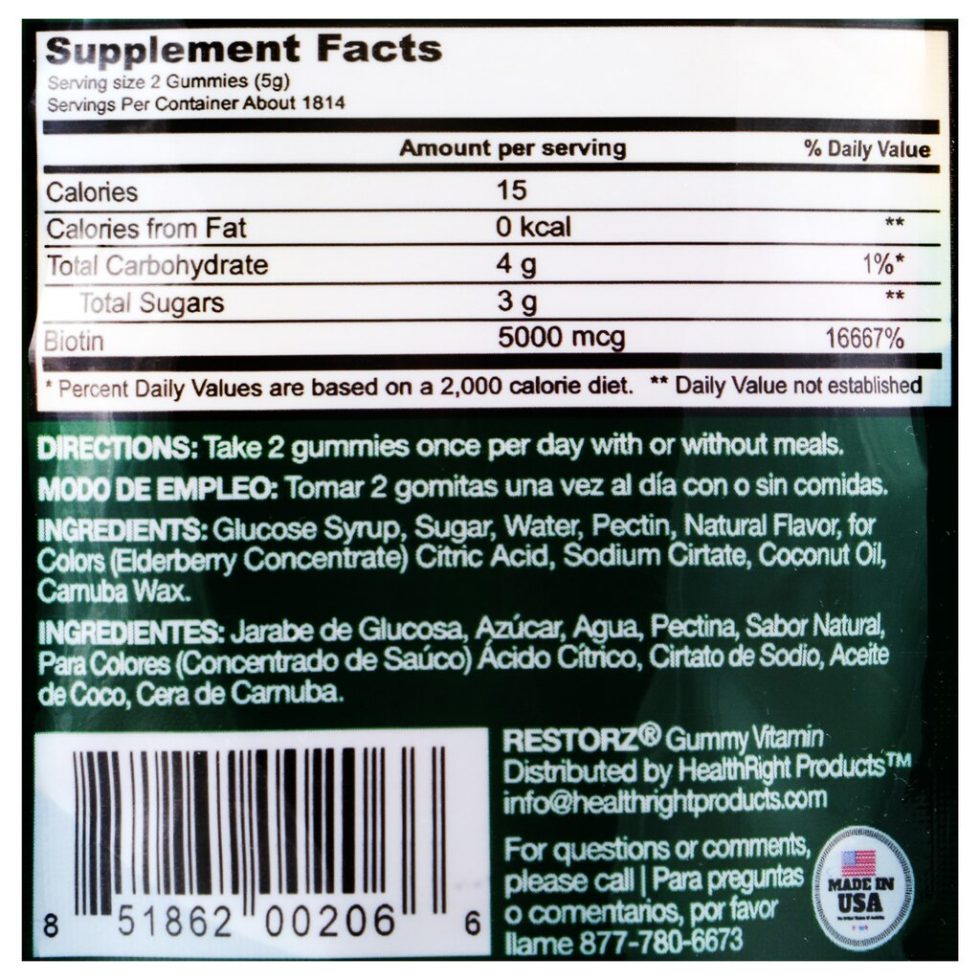 Supplement Facts
Serving size 2 Gummies (5g)
Servings Per Container About 1814
Amount per serving % Daily Value
Calories 15
Calories from Fat 0 kcal **
Total Carbohydrate 4 g 1%*
Total Sugars 3 g **
Biotin 5000 mcg 16667%
* Percent Daily Values are based on a 2,000 calorie diet. ** Daily Value not established
DIRECTIONS: Take 2 gummies once per day with or without meals.
MODO DE EMPLEO: Tomar 2 gomitas una vez al día con o sin comidas.
INGREDIENTS: Glucose Syrup, Sugar, Water, Pectin, Natural Flavor, for
Colors (Elderberry Concentrate) Citric Acid, Sodium Cirtate, Coconut Oil,
Carnuba Wax.
INGREDIENTES: Jarabe de Glucosa, Azúcar, Agua, Pectina, Sabor Natural,
Para Colores (Concentrado de Saúco) Ácido Cítrico, Cirtato de Sodio, Aceite
de Coco, Cera de Carnuba.
RESTORZ® Gummy Vitamin
Distributed by HealthRight Products™
info@healthrightproducts.com
For questions or comments,
please call | Para preguntas
o comentarios, por favor
llame 877-780-6673
MADE IN
USA
8 51862 00206 6